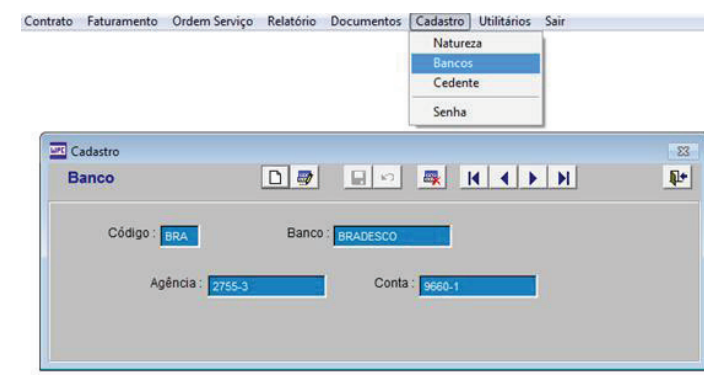 Contrato Faturamento Ordem Serviço Relatório Documentos Cadastro Utilitários Sair
Natureza
Bancos
Cedente
Senha
Cadastro
Banco
Código : BRA Banco : BRADESCO
Agência : 2755-3 Conta : 9660-1